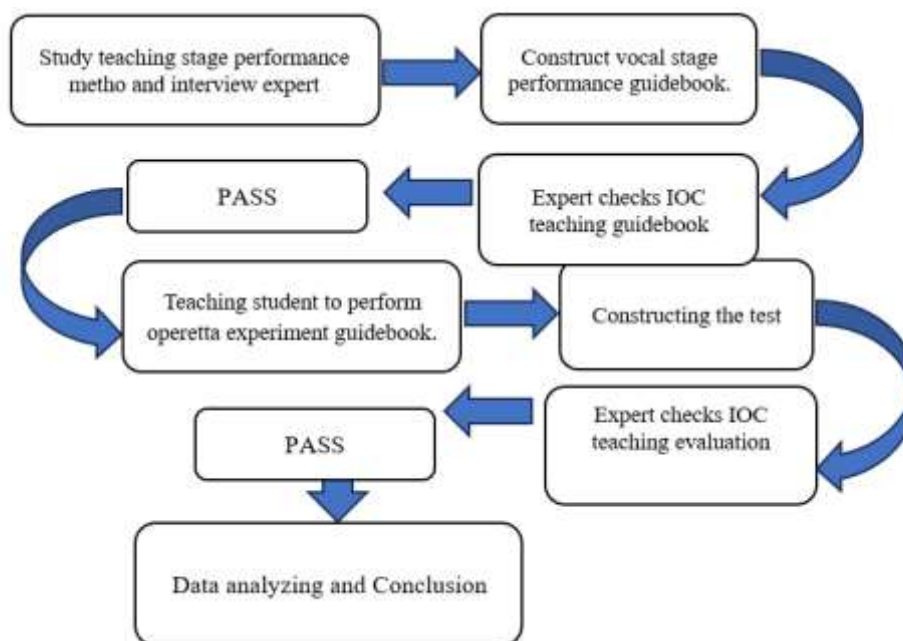 Study teaching stage performance
metho and interview expert
Construct vocal stage
performance guidebook.
Expert checks IOC
teaching guidebook
PASS
Teaching student to perform
operetta experiment guidebook.
Constructing the test
Expert checks IOC
teaching evaluation
PASS
Data analyzing and Conclusion